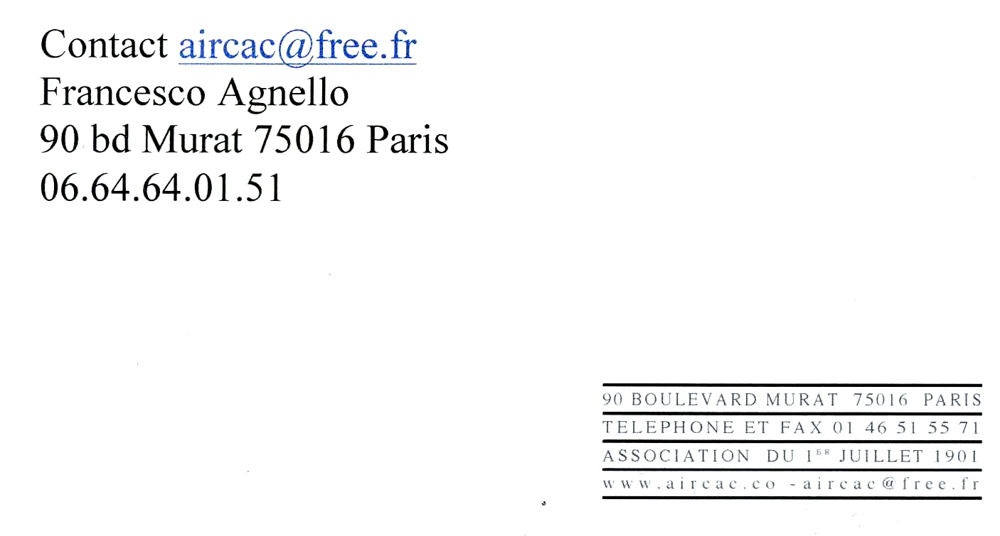 Contact aircac@free.fr
Francesco Agnello
90 bd Murat 75016 Paris
06.64.64.01.51
90 BOULEVARD MURAT 75016 PARIS
TELEPHONE ET FAX 01 46 51 55 71
ASSOCIATION DU 1ER JUILLET 1901
www.aircac.co - aircac@free.fr